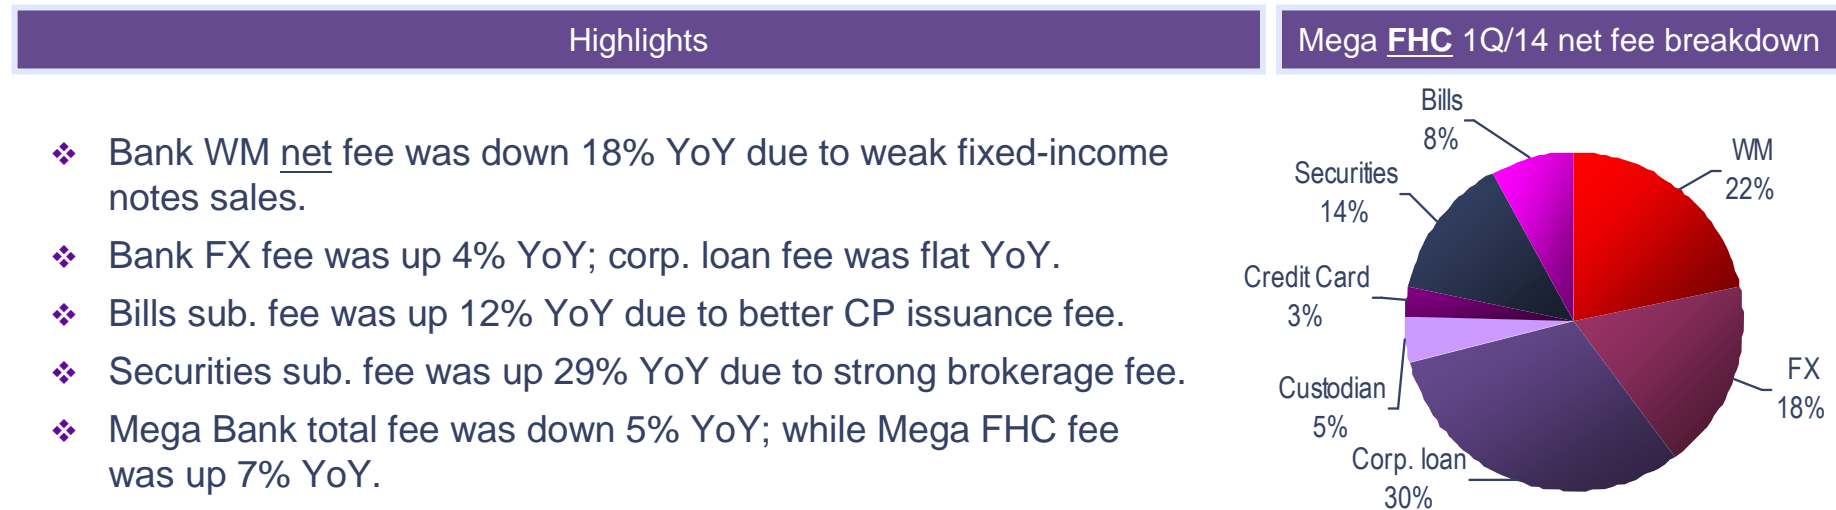 Highlights
Mega FHC 1Q/14 net fee breakdown
❖ Bank WM net fee was down 18% YoY due to weak fixed-income
notes sales.
❖ Bank FX fee was up 4% YoY; corp. loan fee was flat YoY.
❖ Bills sub. fee was up 12% YoY due to better CP issuance fee.
❖ Securities sub. fee was up 29% YoY due to strong brokerage fee.
❖ Mega Bank total fee was down 5% YoY; while Mega FHC fee
was up 7% YoY.
Bills
8%
WM
22%
Securities
14%
Credit Card
3%
FX
18%
Custodian
5%
Corp. loan
30%